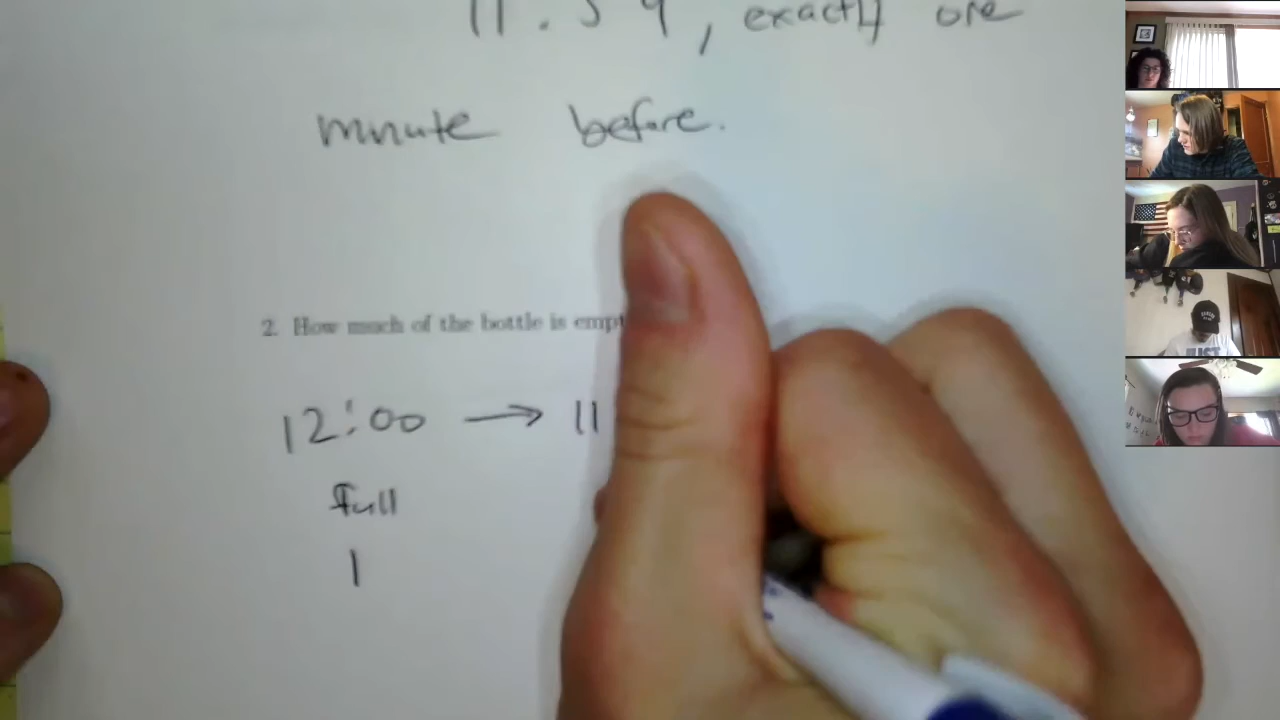 11:59, exactly one
minute before.
2. How much of the bottle is empt
12:00 → 11
full
1